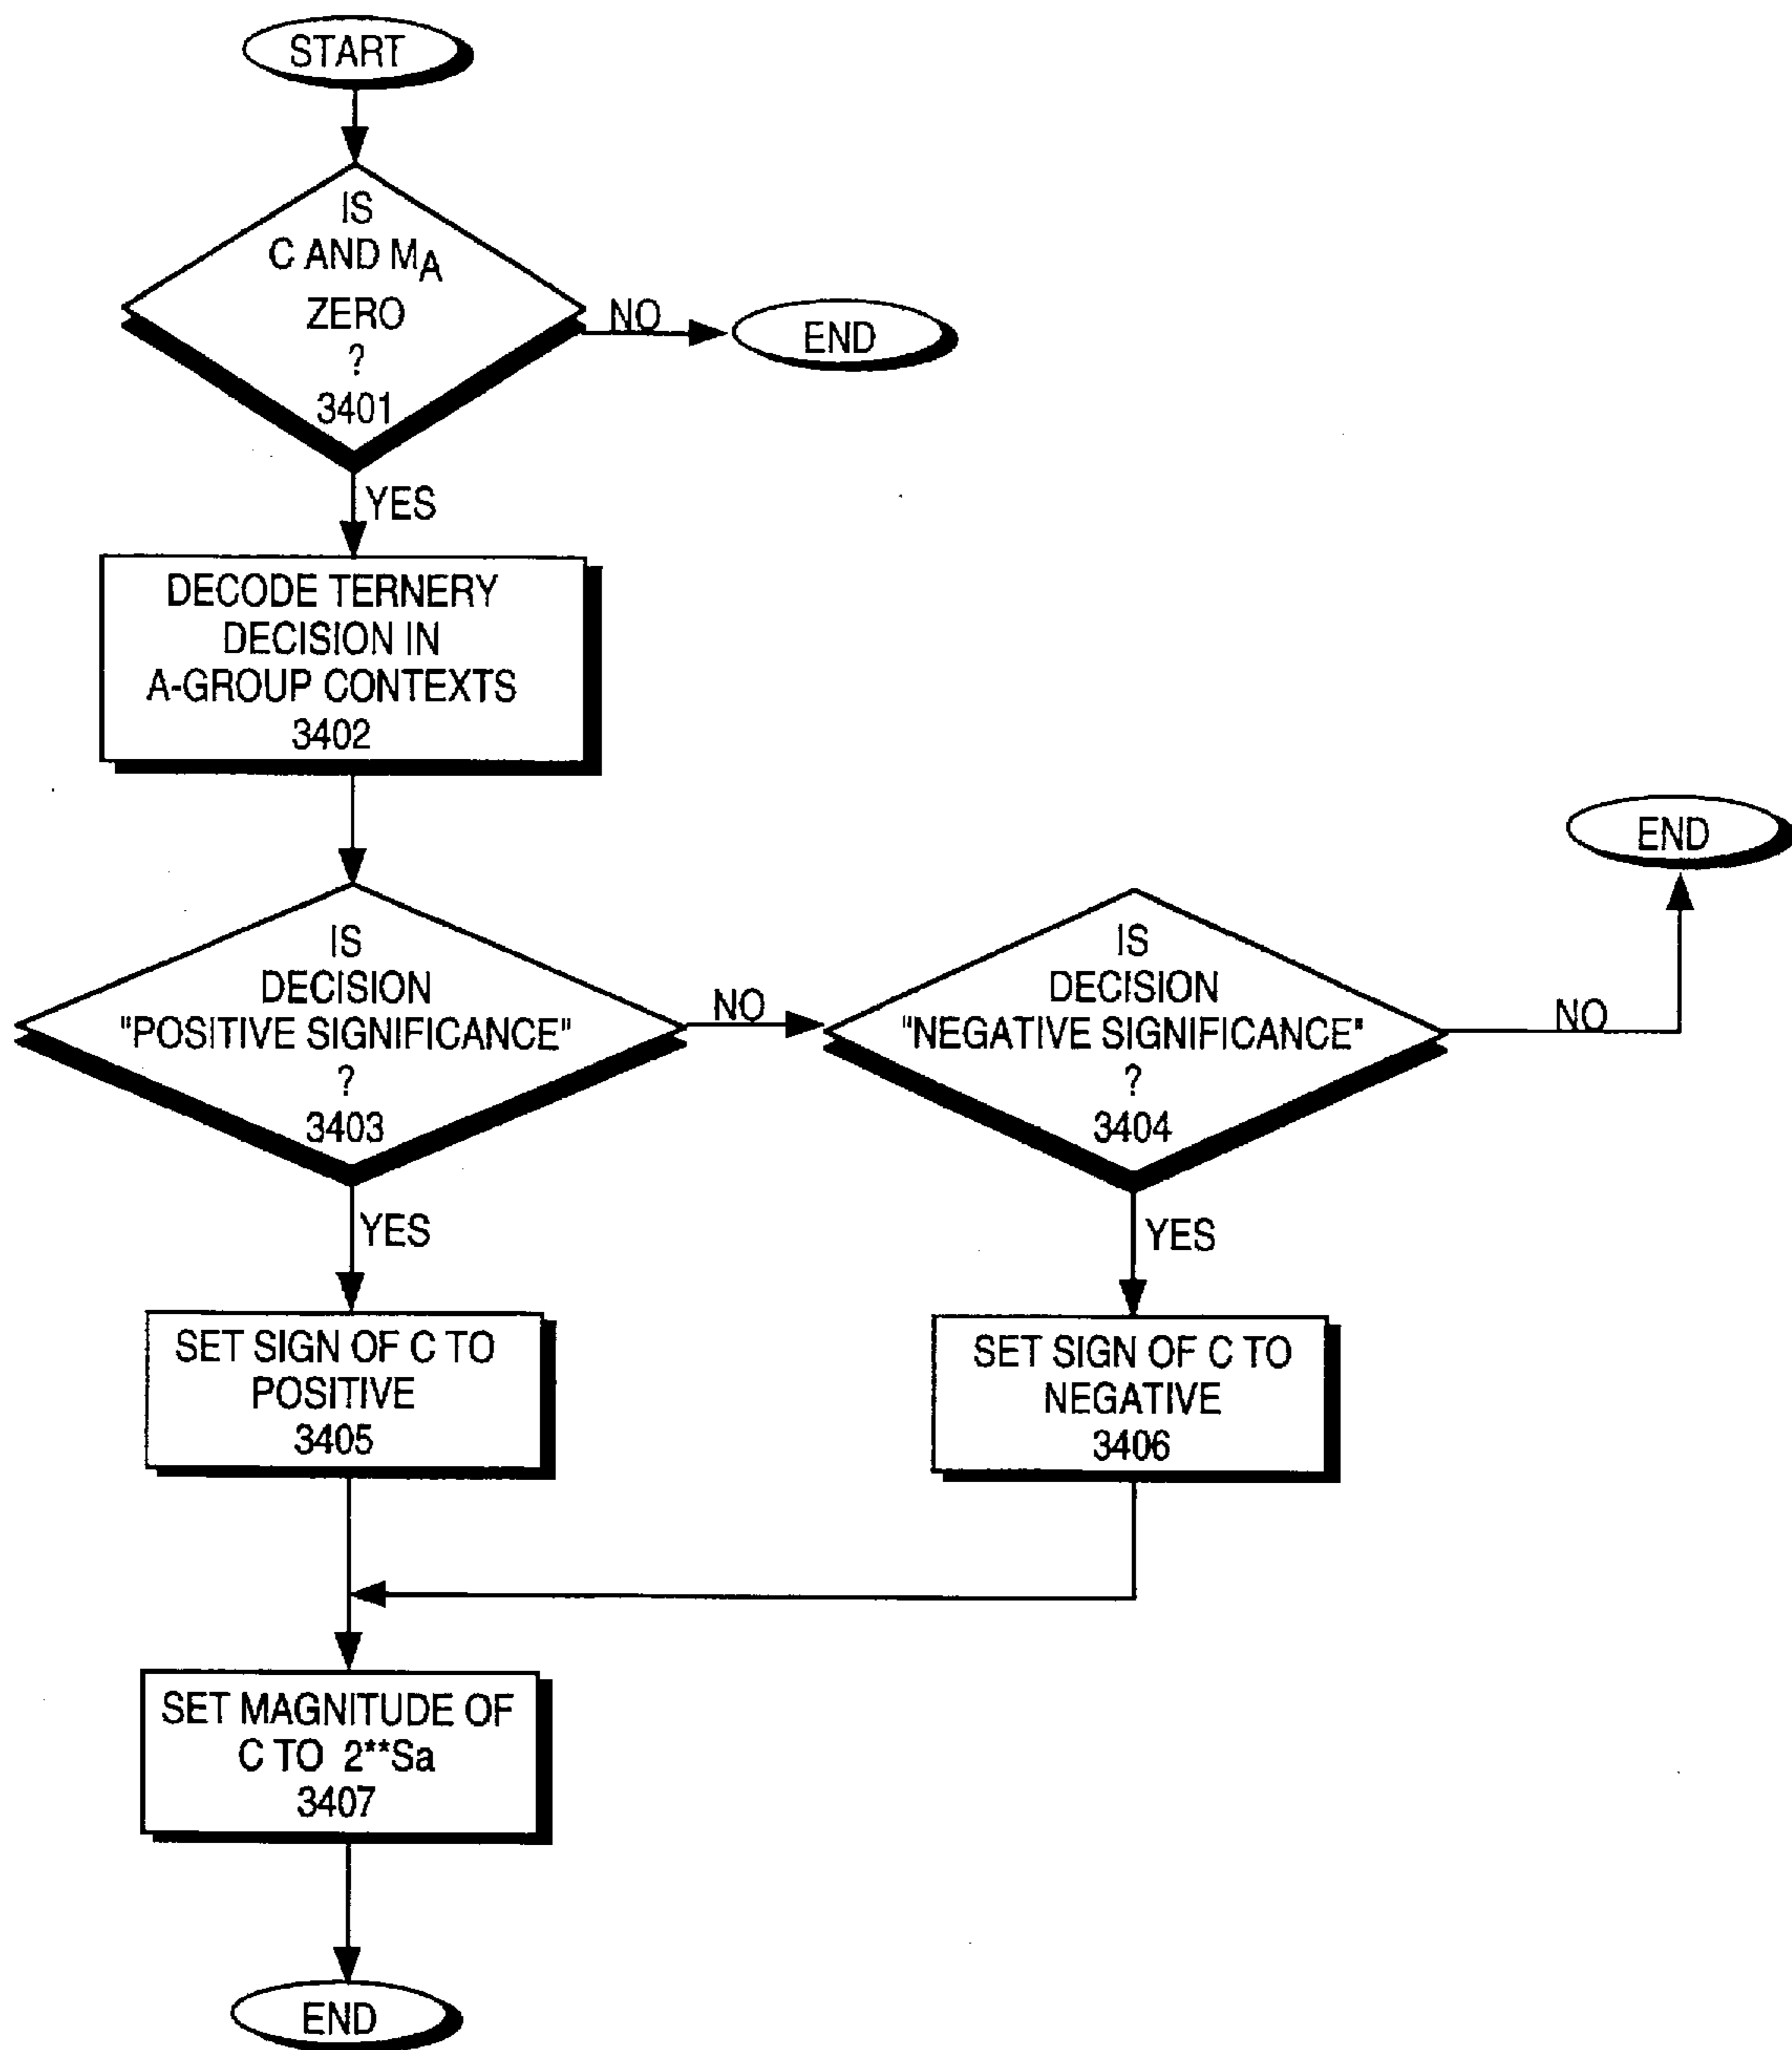 START
IS
C AND MA
ZERO
?
3401
NO
END
YES
DECODE TERNERY
DECISION IN
A-GROUP CONTEXTS
3402
IS
DECISION
"POSITIVE SIGNIFICANCE"
?
3403
NO
IS
DECISION
"NEGATIVE SIGNIFICANCE"
?
3404
NO
END
YES
YES
SET SIGN OF C TO
POSITIVE
3405
SET SIGN OF C TO
NEGATIVE
3406
SET MAGNITUDE OF
C TO 2**Sa
3407
END